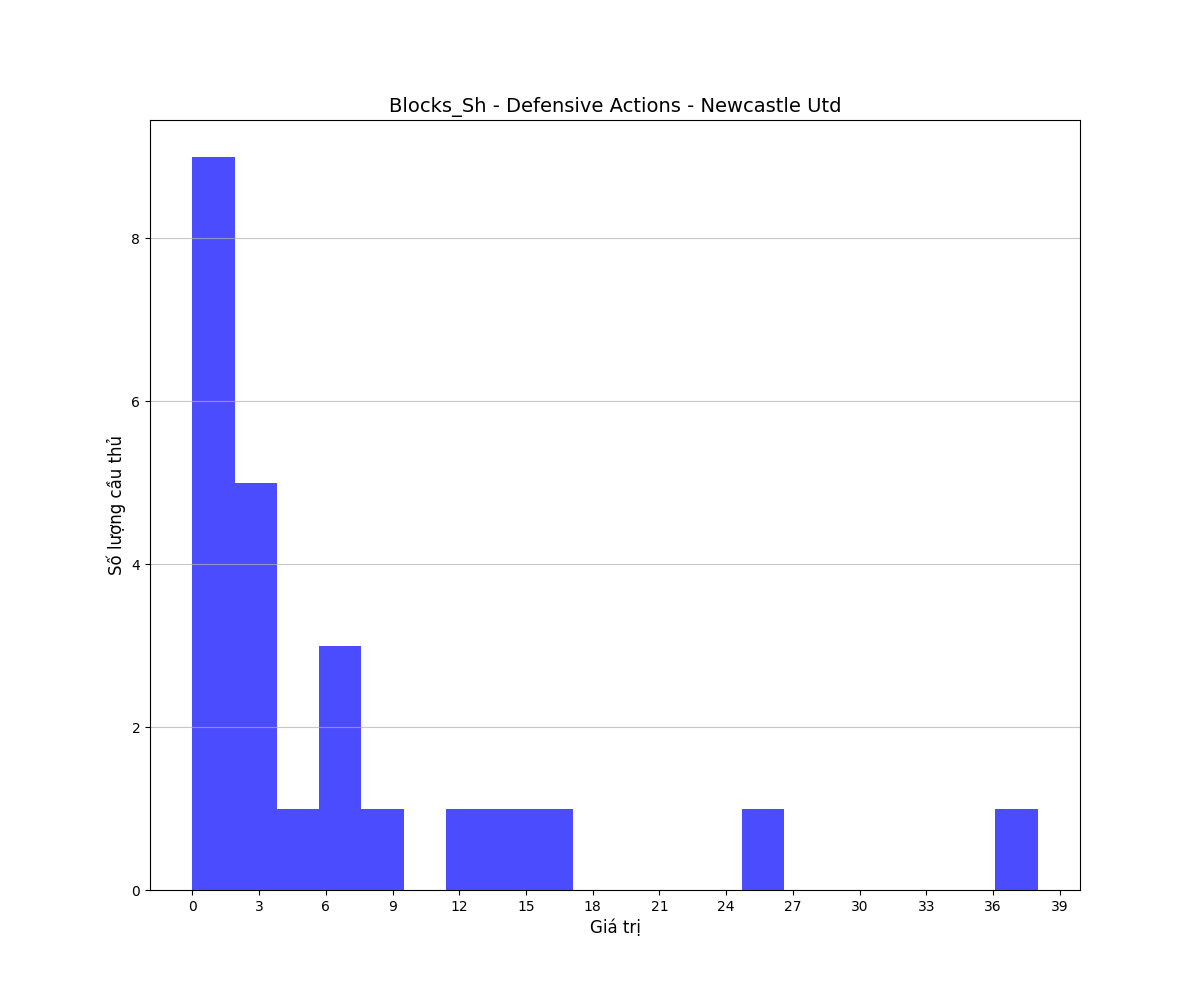 Blocks_Sh - Defensive Actions - Newcastle Utd
Số lượng cầu thủ
8
6
4
2
0
0 3 6 9 12 15 18 21 24 27 30 33 36 39
Giá trị